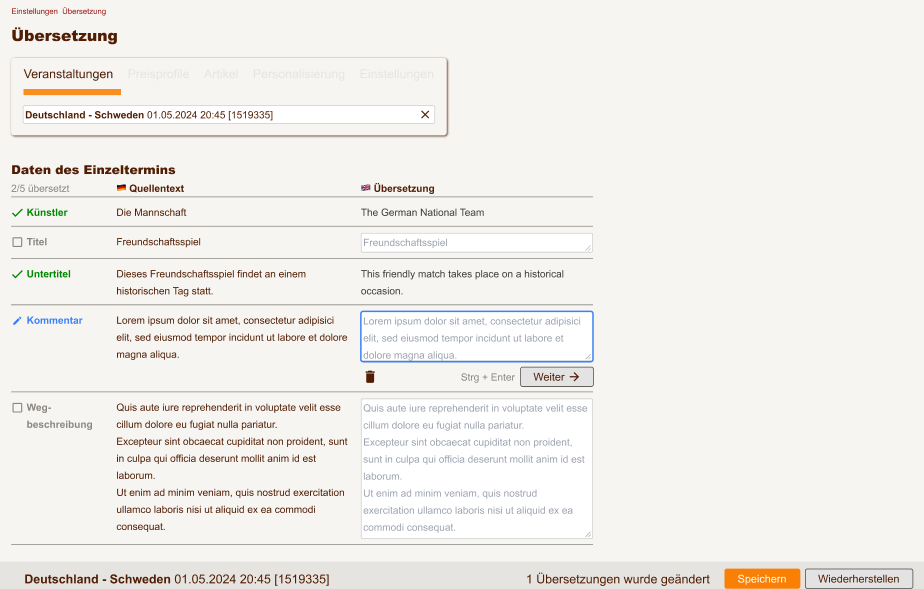 Einstellungen Übersetzung
Übersetzung
Veranstaltungen Preisprofile Artikel Personalisierung Einstellungen
Deutschland - Schweden 01.05.2024 20:45 [1519335]
Daten des Einzeltermins
2/5 übersetzt Quellentext Übersetzung
Künstler Die Mannschaft The German National Team
Titel Freundschaftsspiel Freundschaftsspiel
Untertitel Dieses Freundschaftsspiel findet an einem
historischen Tag statt.
This friendly match takes place on a historical
occasion.
Kommentar Lorem ipsum dolor sit amet, consectetur adipisici
elit, sed eiusmod tempor incidunt ut labore et dolore
magna aliqua.
Lorem ipsum dolor sit amet, consectetur adipisici
elit, sed eiusmod tempor incidunt ut labore et
dolore magna aliqua.
Strg + Enter Weiter →
Weg-
beschreibung
Quis aute iure reprehenderit in voluptate velit esse
cillum dolore eu fugiat nulla pariatur.
Excepteur sint obcaecat cupiditat non proident, sunt
in culpa qui officia deserunt mollit anim id est
laborum.
Ut enim ad minim veniam, quis nostrud exercitation
ullamco laboris nisi ut aliquid ex ea commodi
consequat.
Quis aute iure reprehenderit in voluptate velit esse
cillum dolore eu fugiat nulla pariatur.
Excepteur sint obcaecat cupiditat non proident,
sunt in culpa qui officia deserunt mollit anim id est
laborum.
Ut enim ad minim veniam, quis nostrud
exercitation ullamco laboris nisi ut aliquid ex ea
commodi consequat.
Deutschland - Schweden 01.05.2024 20:45 [1519335] 1 Übersetzungen wurde geändert Speichern Wiederherstellen